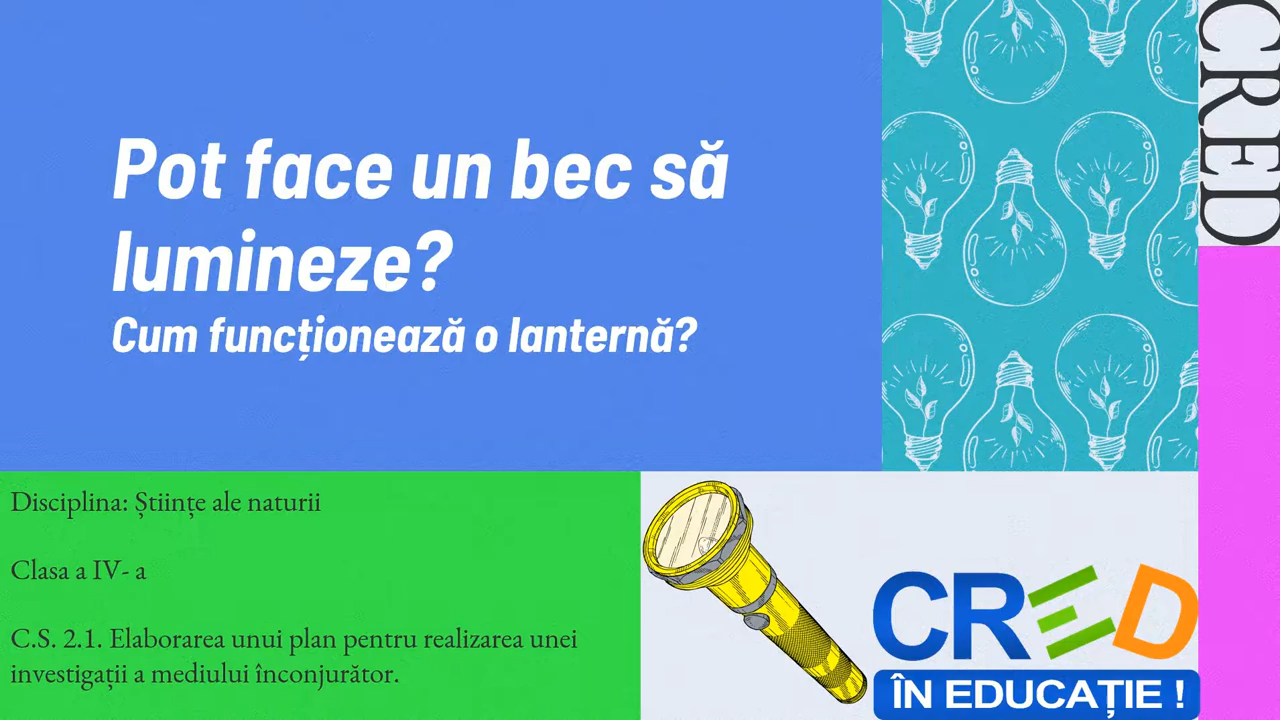 Pot face un bec să
lumineze?
Cum funcționează o lanternă?
CRED
Disciplina: Științe ale naturii
Clasa a IV- a
C.S. 2.1. Elaborarea unui plan pentru realizarea unei
investigații a mediului înconjurător.
CRED
ÎN EDUCAȚIE !